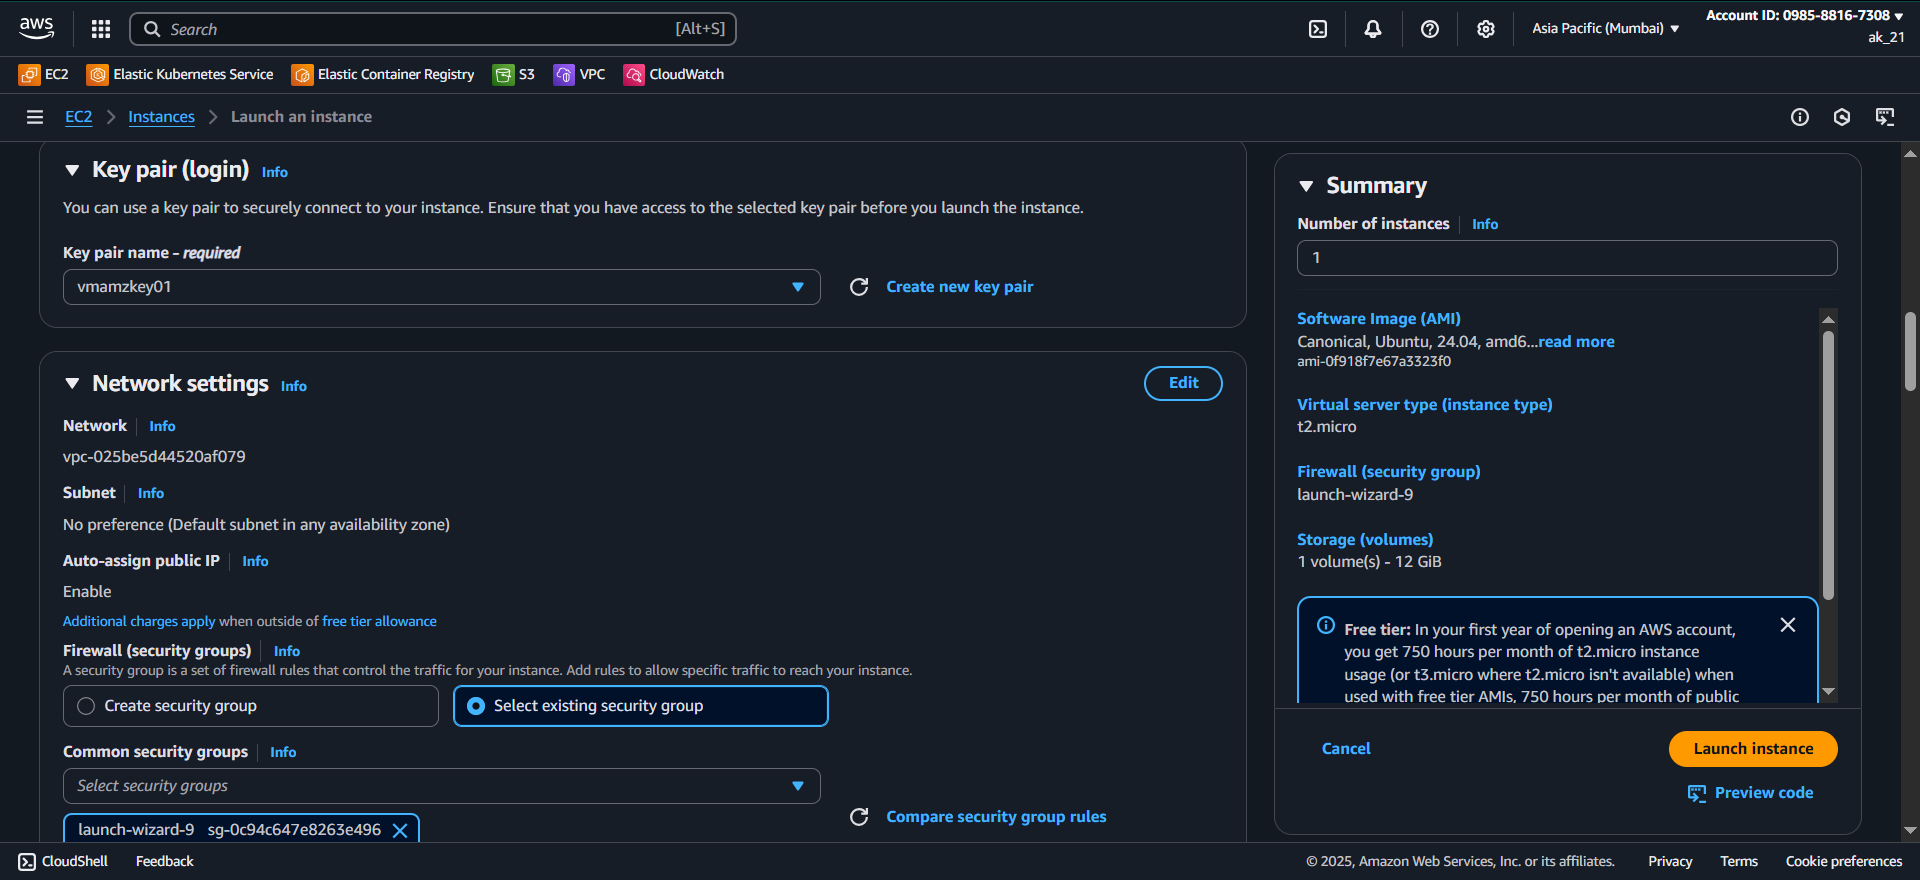 aws
Search [Alt+S]
Asia Pacific (Mumbai)
Account ID: 0985-8816-7308
ak_21
EC2 Elastic Kubernetes Service Elastic Container Registry S3 VPC CloudWatch
EC2 Instances Launch an instance
Key pair (login) Info
You can use a key pair to securely connect to your instance. Ensure that you have access to the selected key pair before you launch the instance.
Key pair name - required
vmamzkey01
Create new key pair
Network settings Info
Edit
Network Info
vpc-025be5d44520af079
Subnet Info
No preference (Default subnet in any availability zone)
Auto-assign public IP Info
Enable
Additional charges apply when outside of free tier allowance
Firewall (security groups) Info
A security group is a set of firewall rules that control the traffic for your instance. Add rules to allow specific traffic to reach your instance.
Create security group
Select existing security group
Common security groups Info
Select security groups
launch-wizard-9 sg-0c94c647e8263e496
Compare security group rules
Summary
Number of instances Info
1
Software Image (AMI)
Canonical, Ubuntu, 24.04, amd6...read more
ami-0f918f7e67a3323f0
Virtual server type (instance type)
t2.micro
Firewall (security group)
launch-wizard-9
Storage (volumes)
1 volume(s) - 12 GiB
Free tier: In your first year of opening an AWS account,
you get 750 hours per month of t2.micro instance
usage (or t3.micro where t2.micro isn't available) when
used with free tier AMIs, 750 hours per month of public
Cancel
Launch instance
Preview code
CloudShell Feedback
© 2025, Amazon Web Services, Inc. or its affiliates. Privacy Terms Cookie preferences